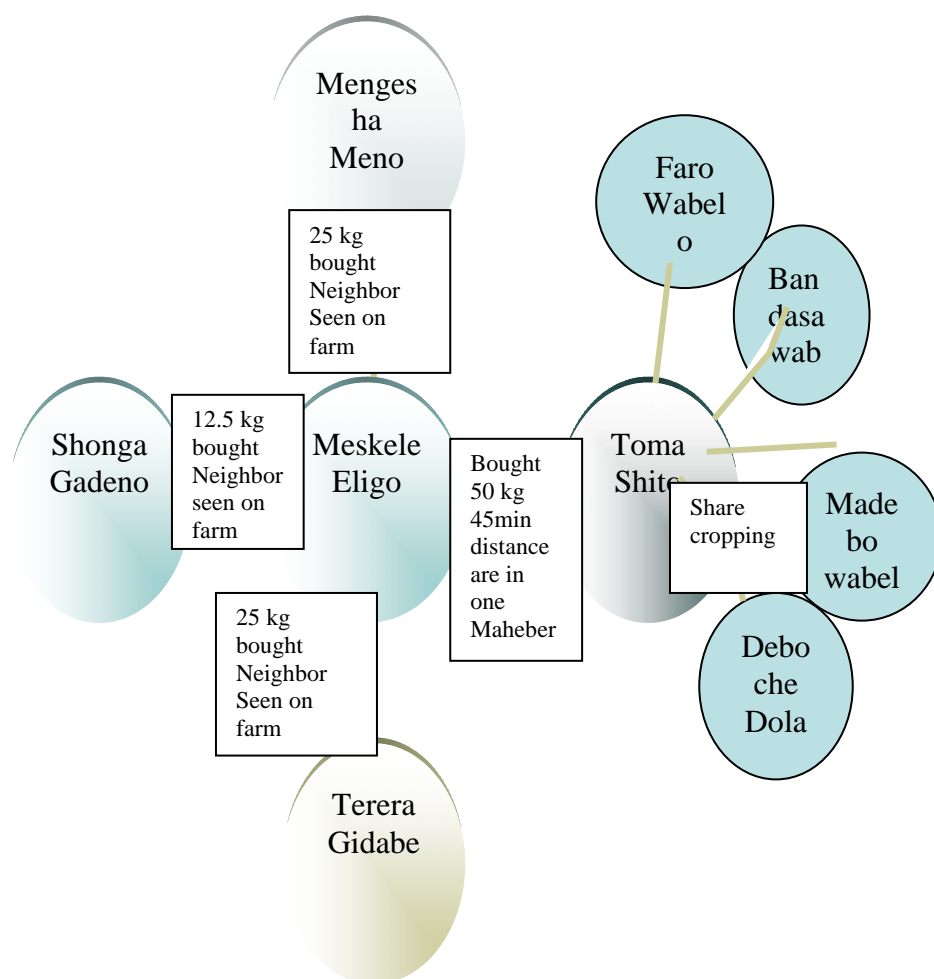 Menges
ha
Meno
25 kg
bought
Neighbor
Seen on
farm
Faro
Wabel
o
Ban
dasa
wab
Shonga
Gadeno
12.5 kg
bought
Neighbor
seen on
farm
Meskele
Eligo
Bought
50 kg
45min
distance
are in
one
Maheber
Toma
Shito
Share
cropping
Made
bo
wabel
25 kg
bought
Neighbor
Seen on
farm
Debo
che
Dola
Terera
Gidabe